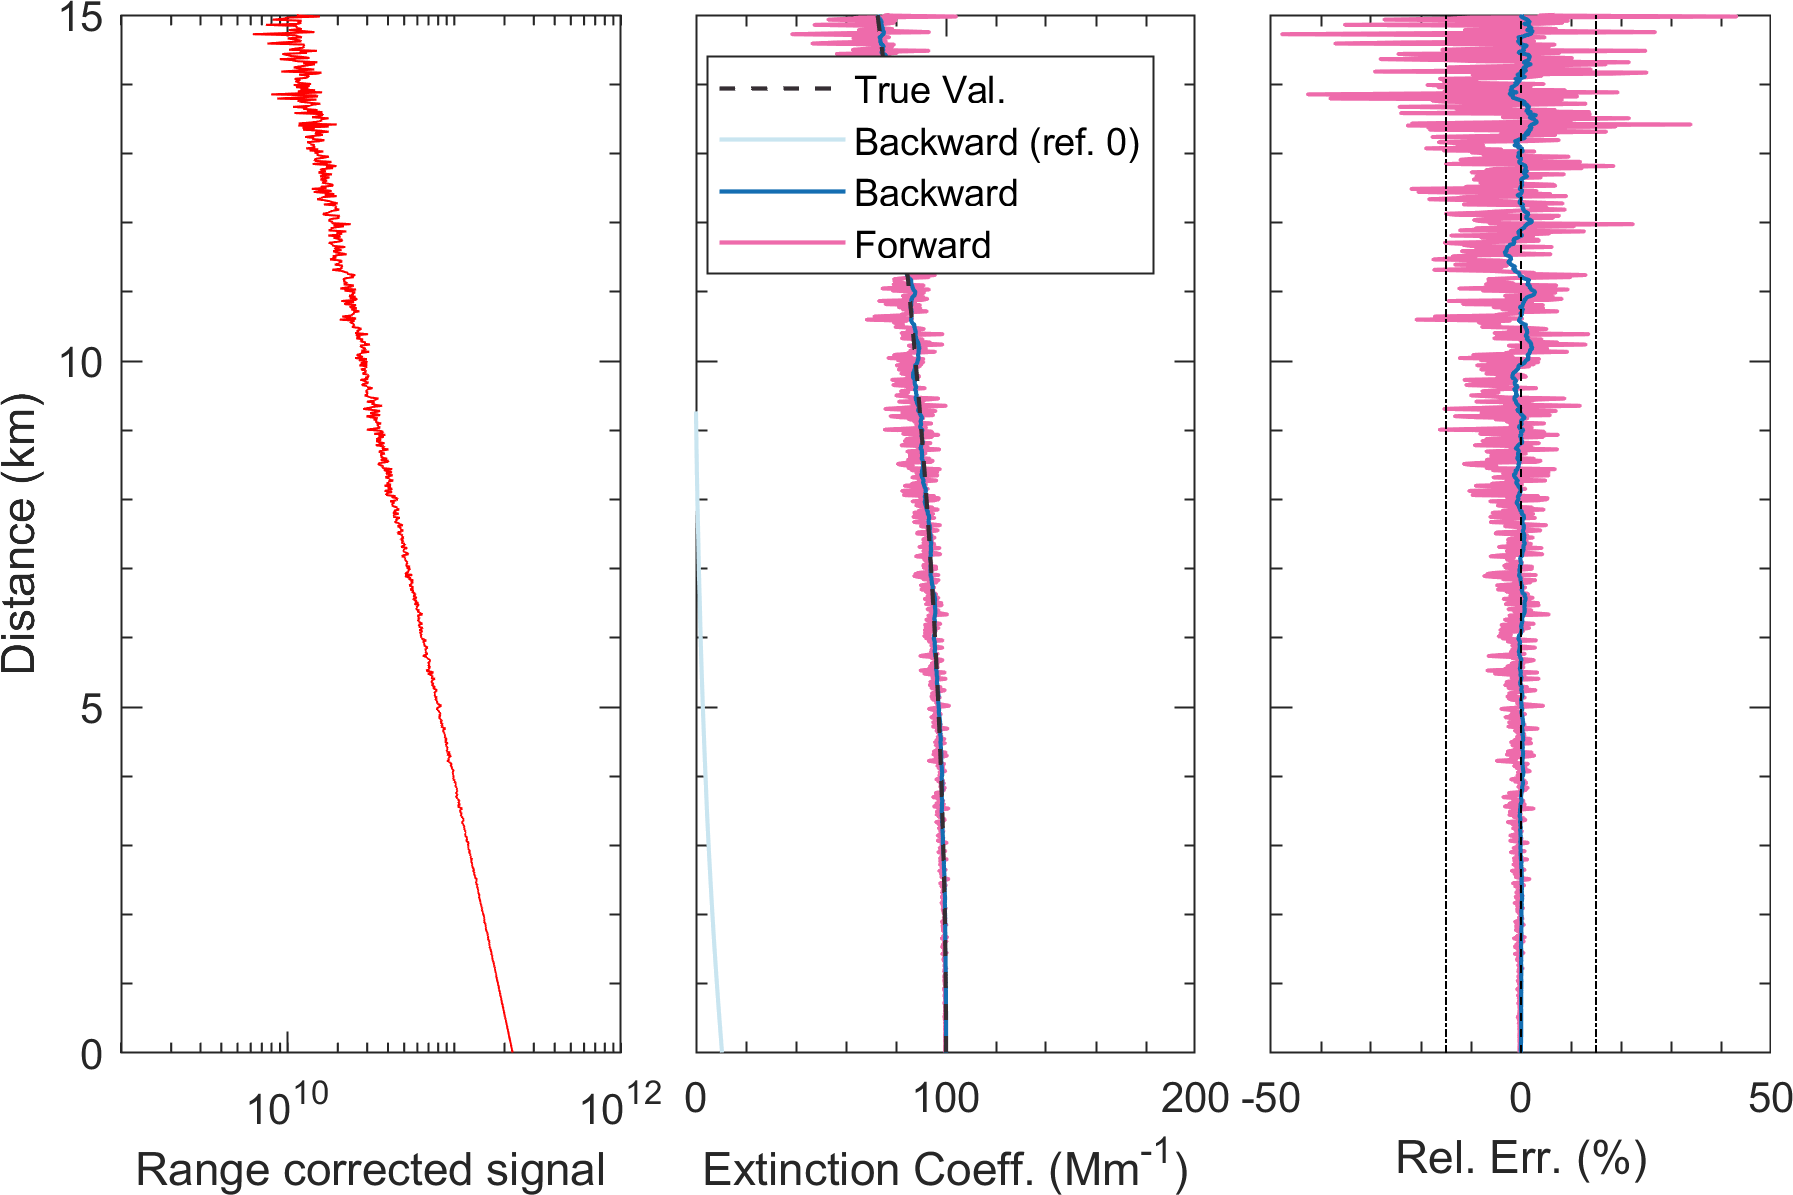 15
10
5
0
Distance (km)
10^10
10^12
Range corrected signal
True Val.
Backward (ref. 0)
Backward
Forward
0
100
200
Extinction Coeff. (Mm^-1)
-50
0
50
Rel. Err. (%)